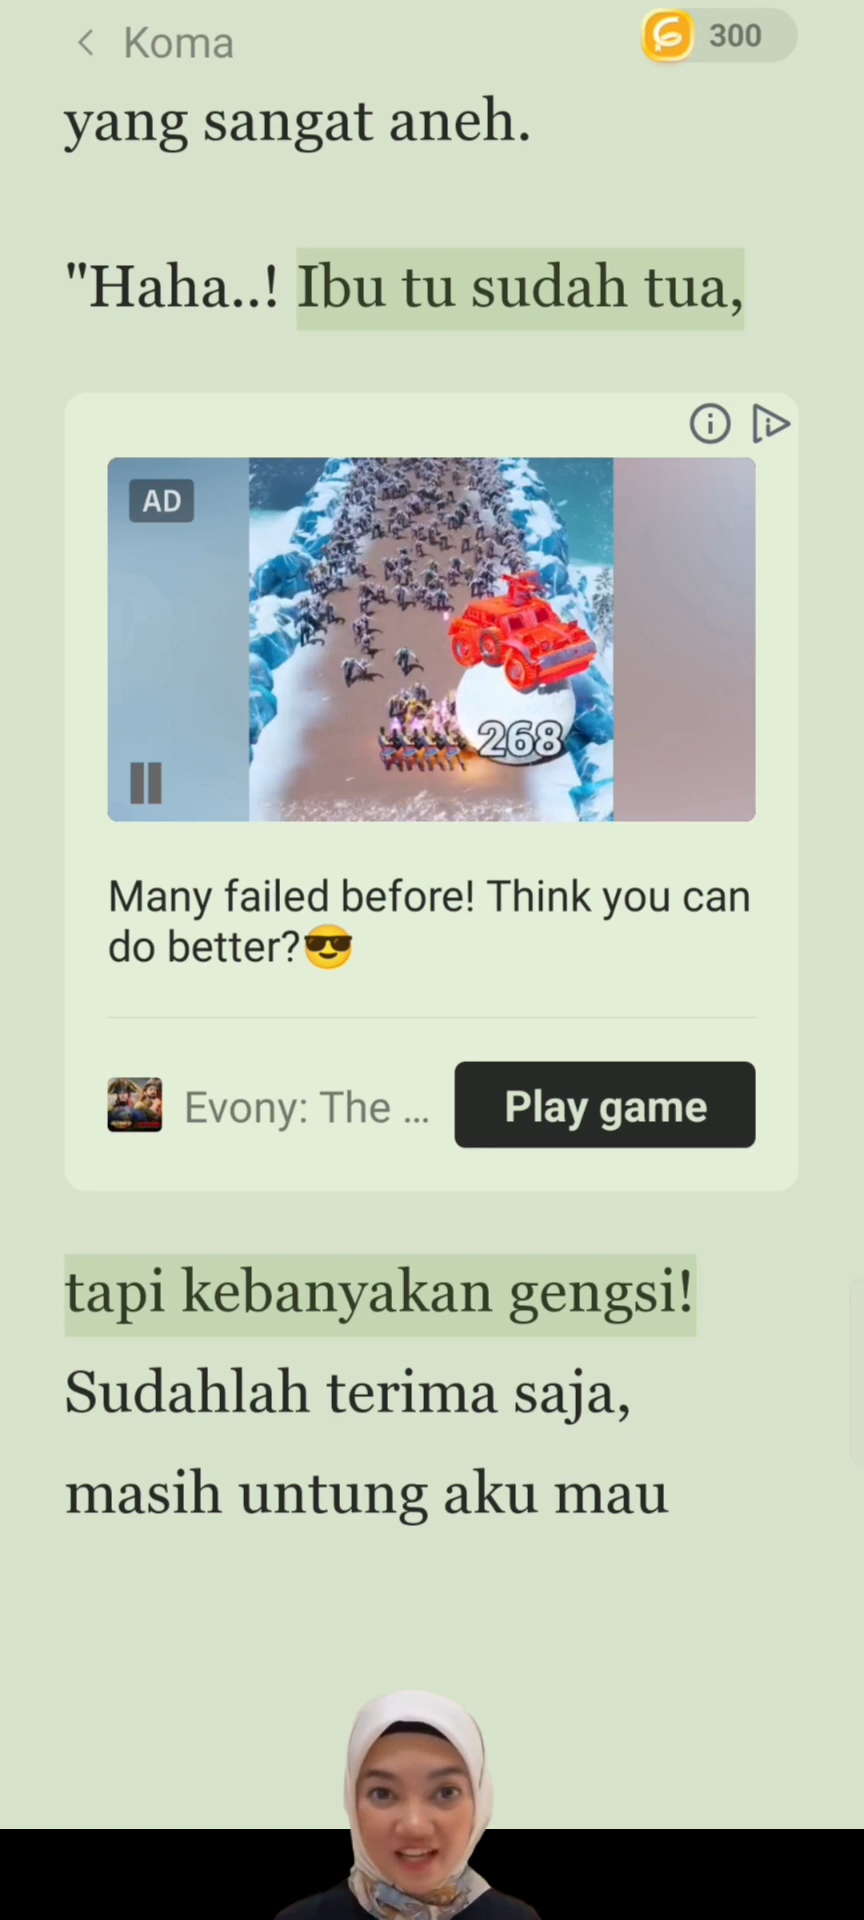 Koma
300
yang sangat aneh.
"Haha..! Ibu tu sudah tua,
AD
268
Many failed before! Think you can
do better?😎
Evony: The ...
Play game
tapi kebanyakan gengsi!
Sudahlah terima saja,
masih untung aku mau